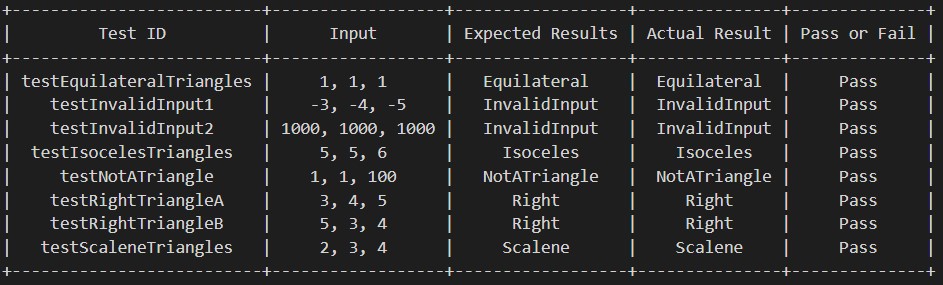 +--------------------------+------------------+------------------+---------------+--------------+
| Test ID | Input | Expected Results | Actual Result | Pass or Fail |
+--------------------------+------------------+------------------+---------------+--------------+
| testEquilateralTriangles | 1, 1, 1 | Equilateral | Equilateral | Pass |
| testInvalidInput1 | -3, -4, -5 | InvalidInput | InvalidInput | Pass |
| testInvalidInput2 | 1000, 1000, 1000 | InvalidInput | InvalidInput | Pass |
| testIsocelesTriangles | 5, 5, 6 | Isoceles | Isoceles | Pass |
| testNotATriangle | 1, 1, 100 | NotATriangle | NotATriangle | Pass |
| testRightTriangleA | 3, 4, 5 | Right | Right | Pass |
| testRightTriangleB | 5, 3, 4 | Right | Right | Pass |
| testScaleneTriangles | 2, 3, 4 | Scalene | Scalene | Pass |
+--------------------------+------------------+------------------+---------------+--------------+